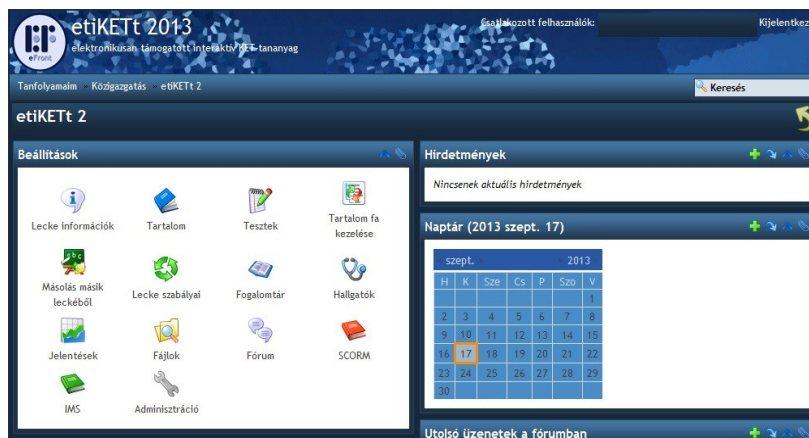 etiKETt 2013
elektronikusan támogatott interaktív KET-tananyag
eFront
Csatlakozott felhasználók:
Kijelentkez
Tanfolyamaim » Közigazgatás » etiKETt 2
Keresés
etiKETt 2
Beállítások
Lecke információk
Tartalom
Tesztek
Tartalom fa
kezelése
Másolás másik
leckéből
Lecke szabályai
Fogalomtár
Hallgatók
Jelentések
Fájlok
Fórum
SCORM
IMS
Adminisztráció
Hirdetmények
Nincsenek aktuális hirdetmények
Naptár (2013 szept. 17)
szept. 2013
H K Sze Cs P Szo V
1
2 3 4 5 6 7 8
9 10 11 12 13 14 15
16 17 18 19 20 21 22
23 24 25 26 27 28 29
30
Utolsó üzenetek a fórumban